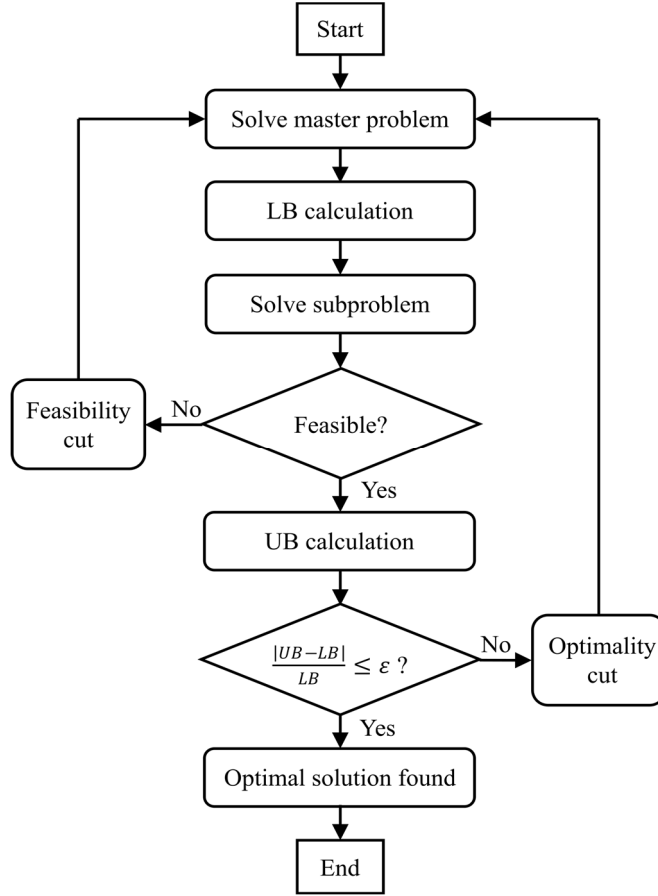 Start
Solve master problem
LB calculation
Solve subproblem
Feasibility
cut
No
Feasible?
Yes
UB calculation
|UB−LB|
LB
≤ ε ?
No
Optimality
cut
Yes
Optimal solution found
End